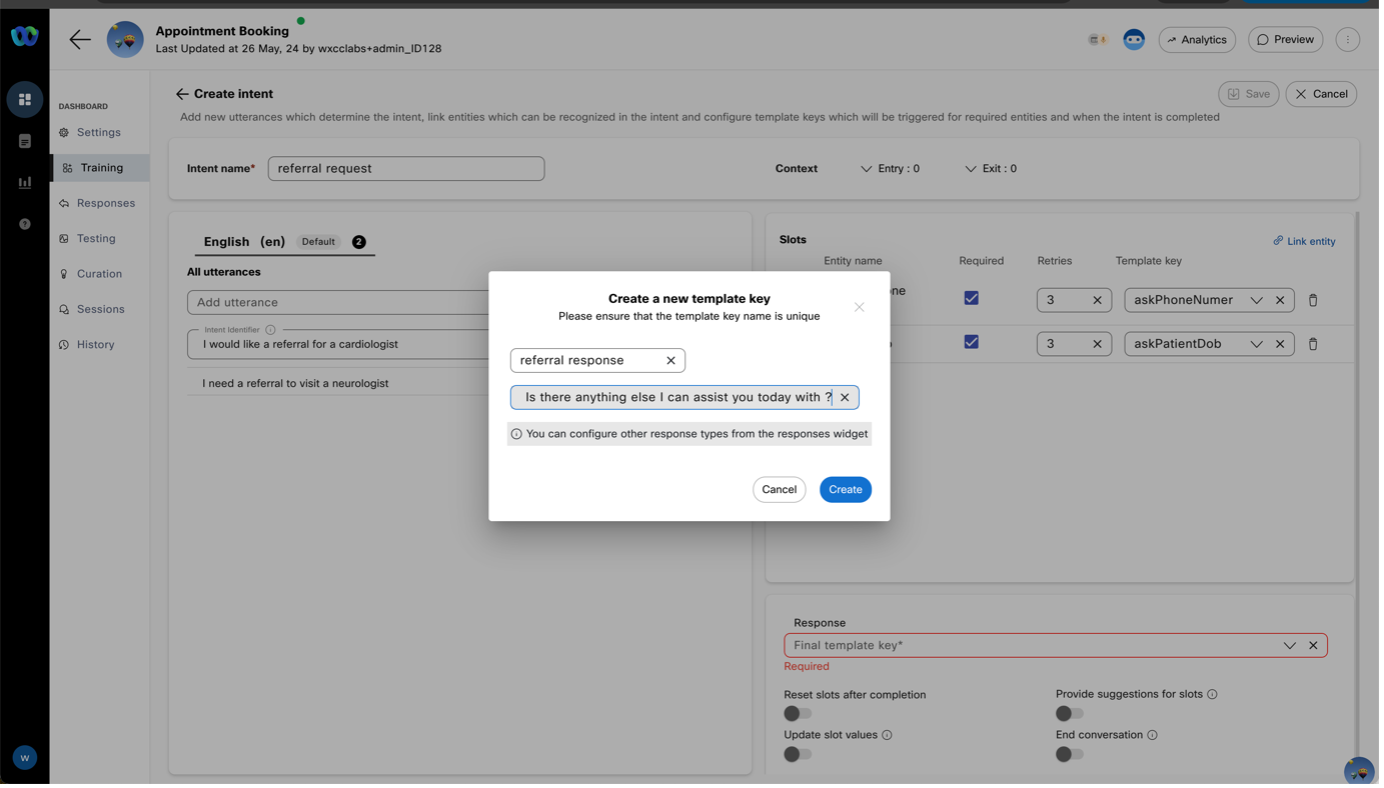 Appointment Booking
Last Updated at 26 May, 24 by wxcclabs+admin_ID128
Analytics
Preview
DASHBOARD
Settings
Training
Responses
Testing
Curation
Sessions
History
W
Create intent
Save
Cancel
Add new utterances which determine the intent, link entities which can be recognized in the intent and configure template keys which will be triggered for required entities and when the intent is completed
Intent name*
referral request
Context
Entry : 0
Exit : 0
English (en) Default 2
All utterances
Add utterance
Intent Identifier
I would like a referral for a cardiologist
I need a referral to visit a neurologist
Slots
Link entity
Entity name Required Retries Template key
3 askPhoneNumer
3 askPatientDob
Create a new template key
Please ensure that the template key name is unique
referral response
Is there anything else I can assist you today with ?
You can configure other response types from the responses widget
Cancel
Create
Response
Final template key*
Required
Reset slots after completion
Provide suggestions for slots
Update slot values
End conversation